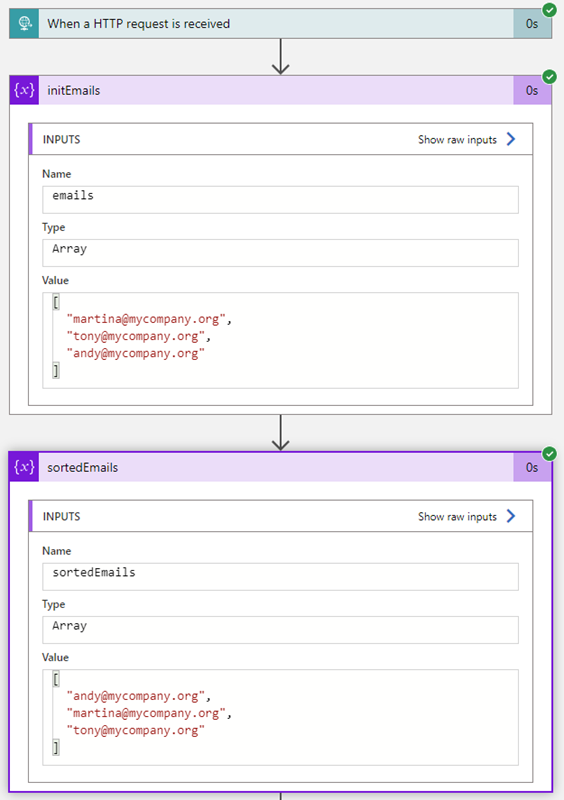 When a HTTP request is received 0s
{x} initEmails 0s
INPUTS Show raw inputs
Name
emails
Type
Array
Value
[
"martina@mycompany.org",
"tony@mycompany.org",
"andy@mycompany.org"
]
{x} sortedEmails 0s
INPUTS Show raw inputs
Name
sortedEmails
Type
Array
Value
[
"andy@mycompany.org",
"martina@mycompany.org",
"tony@mycompany.org"
]